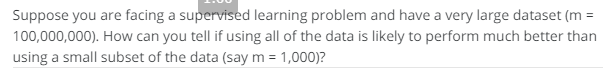 Suppose you are facing a supervised learning problem and have a very large dataset (m =
100,000,000). How can you tell if using all of the data is likely to perform much better than
using a small subset of the data (say m = 1,000)?